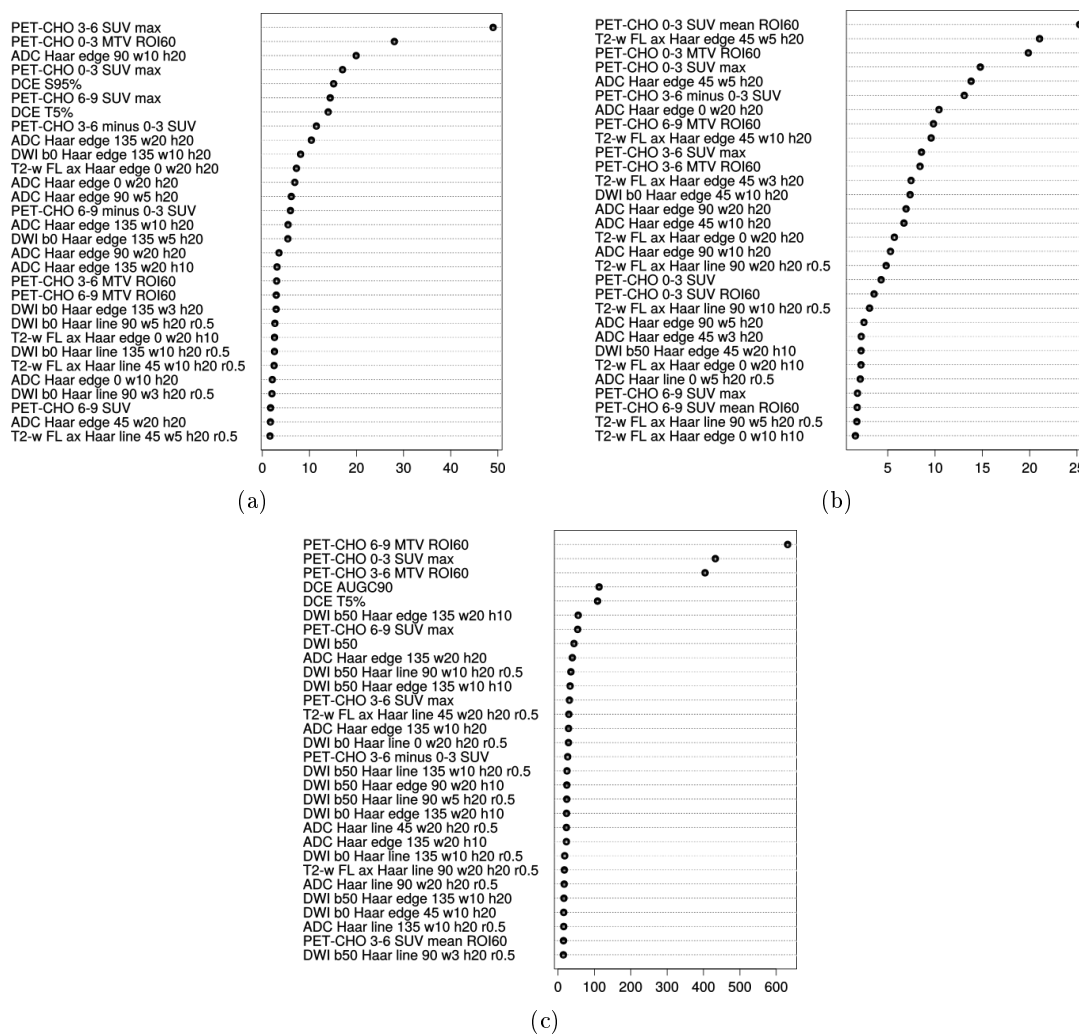 PET-CHO 3-6 SUV max
PET-CHO 0-3 MTV ROI60
ADC Haar edge 90 w10 h20
PET-CHO 0-3 SUV max
DCE S95%
PET-CHO 6-9 SUV max
DCE T5%
PET-CHO 3-6 minus 0-3 SUV
ADC Haar edge 135 w20 h20
DWI b0 Haar edge 135 w10 h20
T2-w FL ax Haar edge 0 w20 h20
ADC Haar edge 0 w20 h20
ADC Haar edge 90 w5 h20
PET-CHO 6-9 minus 0-3 SUV
ADC Haar edge 135 w10 h20
DWI b0 Haar edge 135 w5 h20
ADC Haar edge 90 w20 h20
ADC Haar edge 135 w20 h10
PET-CHO 3-6 MTV ROI60
PET-CHO 6-9 MTV ROI60
DWI b0 Haar edge 135 w3 h20
DWI b0 Haar line 90 w5 h20 r0.5
T2-w FL ax Haar edge 0 w20 h10
DWI b0 Haar line 135 w10 h20 r0.5
T2-w FL ax Haar line 45 w10 h20 r0.5
ADC Haar edge 0 w10 h20
DWI b0 Haar line 90 w3 h20 r0.5
PET-CHO 6-9 SUV
ADC Haar edge 45 w20 h20
T2-w FL ax Haar line 45 w5 h20 r0.5
0 10 20 30 40 50
(a)
PET-CHO 0-3 SUV mean ROI60
T2-w FL ax Haar edge 45 w5 h20
PET-CHO 0-3 MTV ROI60
PET-CHO 0-3 SUV max
ADC Haar edge 45 w5 h20
PET-CHO 3-6 minus 0-3 SUV
ADC Haar edge 0 w20 h20
PET-CHO 6-9 MTV ROI60
T2-w FL ax Haar edge 45 w10 h20
PET-CHO 3-6 SUV max
PET-CHO 3-6 MTV ROI60
T2-w FL ax Haar edge 45 w3 h20
DWI b0 Haar edge 45 w10 h20
ADC Haar edge 90 w20 h20
ADC Haar edge 45 w10 h20
T2-w FL ax Haar edge 0 w20 h20
ADC Haar edge 90 w10 h20
T2-w FL ax Haar line 90 w20 h20 r0.5
PET-CHO 0-3 SUV
PET-CHO 0-3 SUV ROI60
T2-w FL ax Haar line 90 w10 h20 r0.5
ADC Haar edge 90 w5 h20
ADC Haar edge 45 w3 h20
DWI b50 Haar edge 45 w20 h10
T2-w FL ax Haar edge 0 w20 h10
ADC Haar line 0 w5 h20 r0.5
PET-CHO 6-9 SUV max
PET-CHO 6-9 SUV mean ROI60
T2-w FL ax Haar line 90 w5 h20 r0.5
T2-w FL ax Haar edge 0 w10 h10
5 10 15 20 25
(b)
PET-CHO 6-9 MTV ROI60
PET-CHO 0-3 SUV max
PET-CHO 3-6 MTV ROI60
DCE AUGC90
DCE T5%
DWI b50 Haar edge 135 w20 h10
PET-CHO 6-9 SUV max
DWI b50
ADC Haar edge 135 w20 h20
DWI b50 Haar line 90 w10 h20 r0.5
DWI b50 Haar edge 135 w10 h10
PET-CHO 3-6 SUV max
T2-w FL ax Haar line 45 w20 h20 r0.5
ADC Haar edge 135 w10 h20
DWI b0 Haar line 0 w20 h20 r0.5
PET-CHO 3-6 minus 0-3 SUV
DWI b50 Haar line 135 w10 h20 r0.5
DWI b50 Haar edge 90 w20 h10
DWI b50 Haar line 90 w5 h20 r0.5
DWI b0 Haar edge 135 w20 h10
ADC Haar line 45 w20 h20 r0.5
ADC Haar edge 135 w20 h10
DWI b0 Haar line 135 w10 h20 r0.5
T2-w FL ax Haar line 90 w20 h20 r0.5
ADC Haar line 90 w20 h20 r0.5
DWI b50 Haar edge 135 w10 h20
DWI b0 Haar edge 45 w10 h20
ADC Haar line 135 w10 h20 r0.5
PET-CHO 3-6 SUV mean ROI60
DWI b50 Haar line 90 w3 h20 r0.5
0 100 200 300 400 500 600
(c)